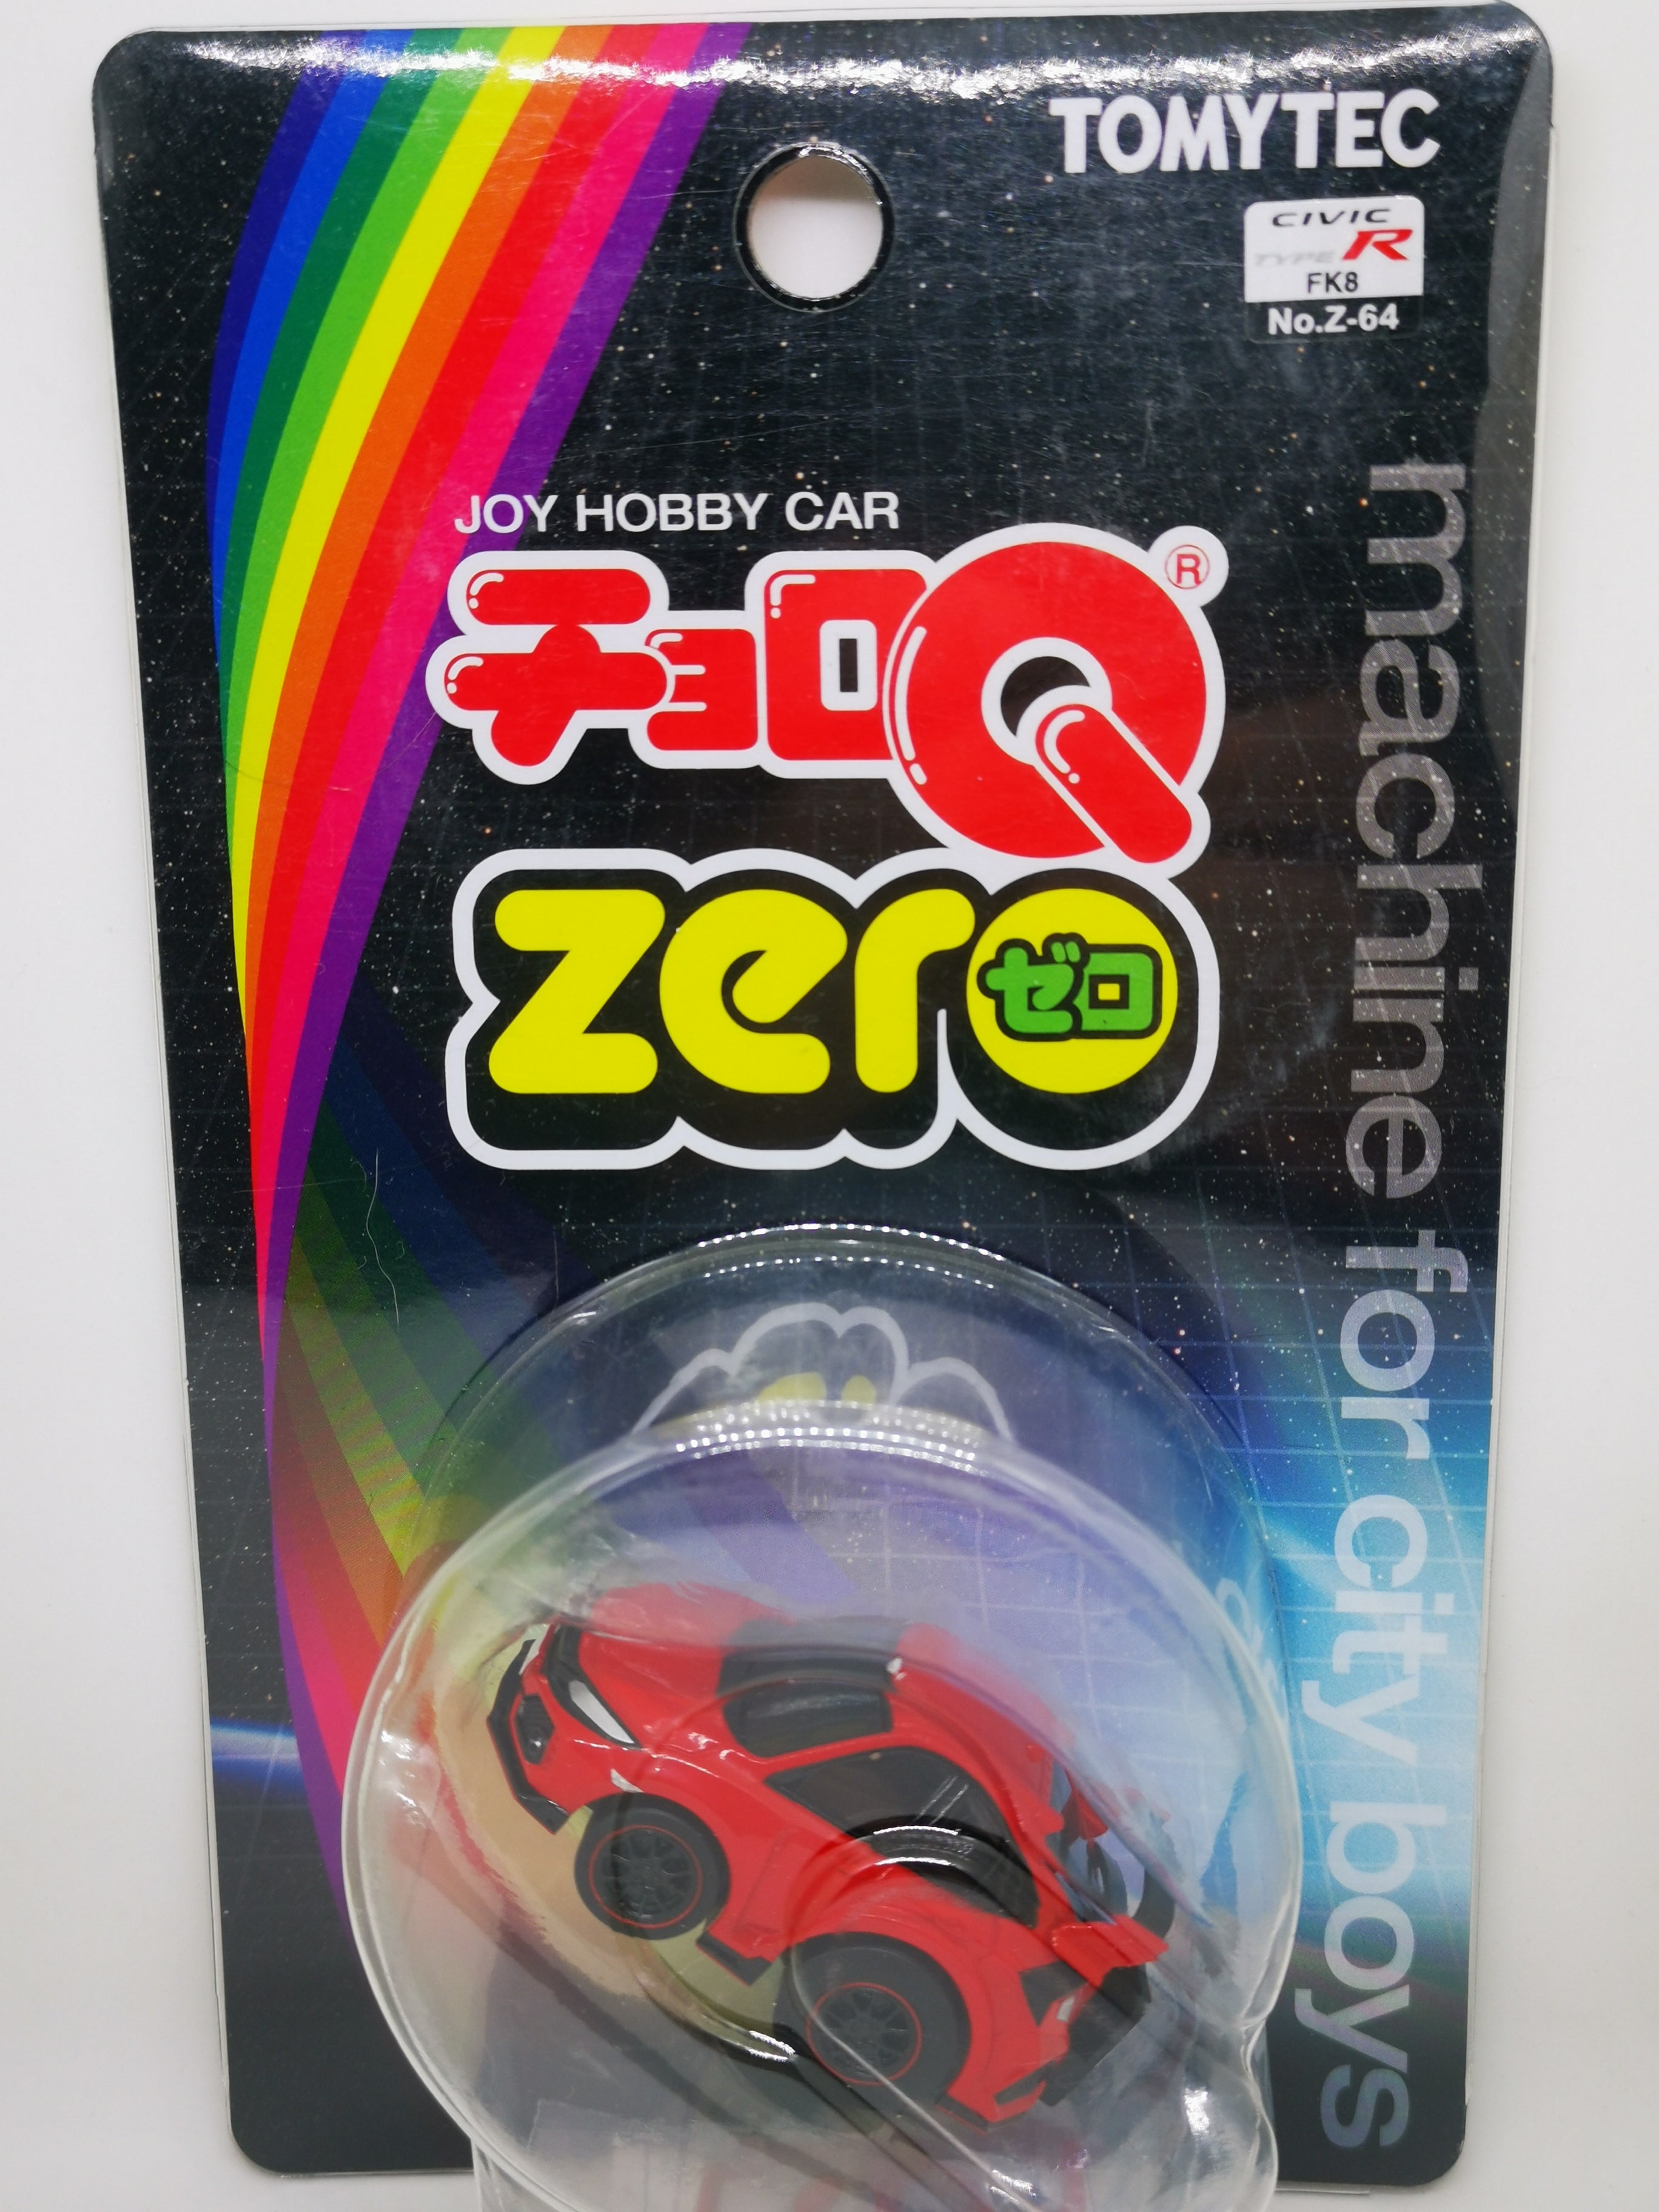 TOMYTEC
CIVIC
TYPE R
FK8
No.Z-64
JOY HOBBY CAR
チョロQ®
zero
ゼロ
machine for city boys